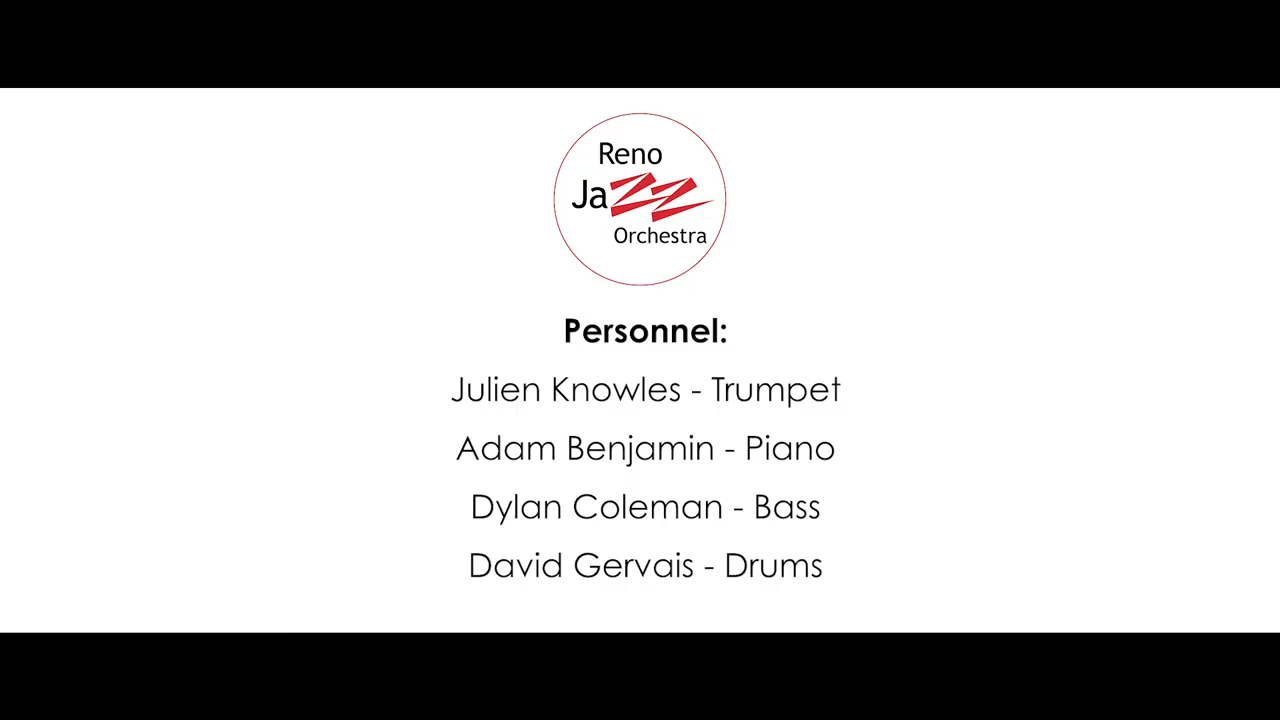 Reno
Jazz
Orchestra
Personnel:
Julien Knowles - Trumpet
Adam Benjamin - Piano
Dylan Coleman - Bass
David Gervais - Drums